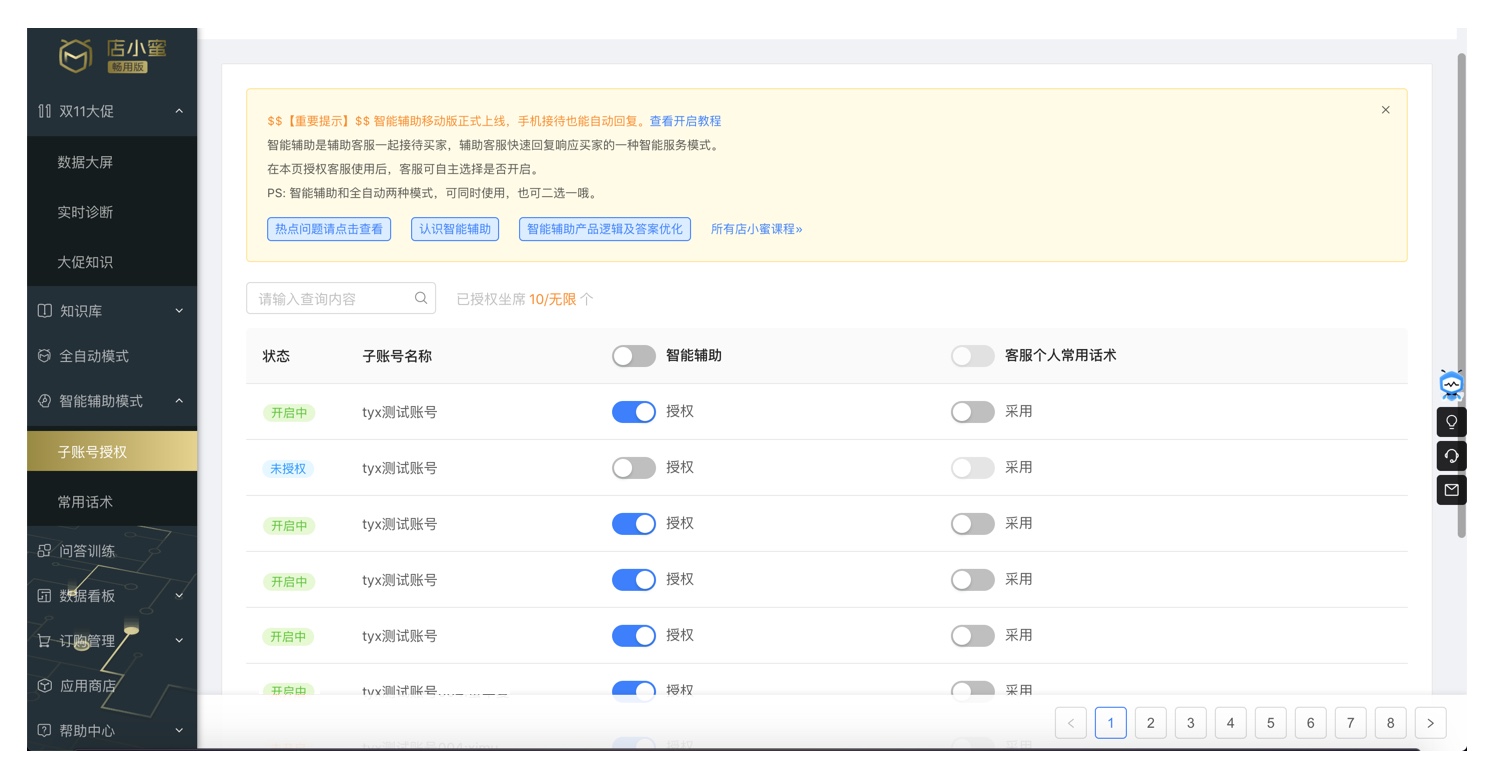 店小蜜
畅用版
双11大促
数据大屏
实时诊断
大促知识
知识库
全自动模式
智能辅助模式
子账号授权
常用话术
问答训练
数据看板
订购管理
应用商店
帮助中心
$$【重要提示】$$ 智能辅助移动版正式上线，手机接待也能自动回复。查看开启教程
智能辅助是辅助客服一起接待买家，辅助客服快速回复响应买家的一种智能服务模式。
在本页授权客服使用后，客服可自主选择是否开启。
PS: 智能辅助和全自动两种模式，可同时使用，也可二选一哦。
热点问题请点击查看 认识智能辅助 智能辅助产品逻辑及答案优化 所有店小蜜课程»
请输入查询内容 已授权坐席 10/无限 个
状态 子账号名称 智能辅助 客服个人常用话术
开启中 tyx测试账号 授权 采用
未授权 tyx测试账号 授权 采用
开启中 tyx测试账号 授权 采用
开启中 tyx测试账号 授权 采用
开启中 tyx测试账号 授权 采用
开启中 tyx测试账号 授权 采用
授权 采用
< 1 2 3 4 5 6 7 8 >